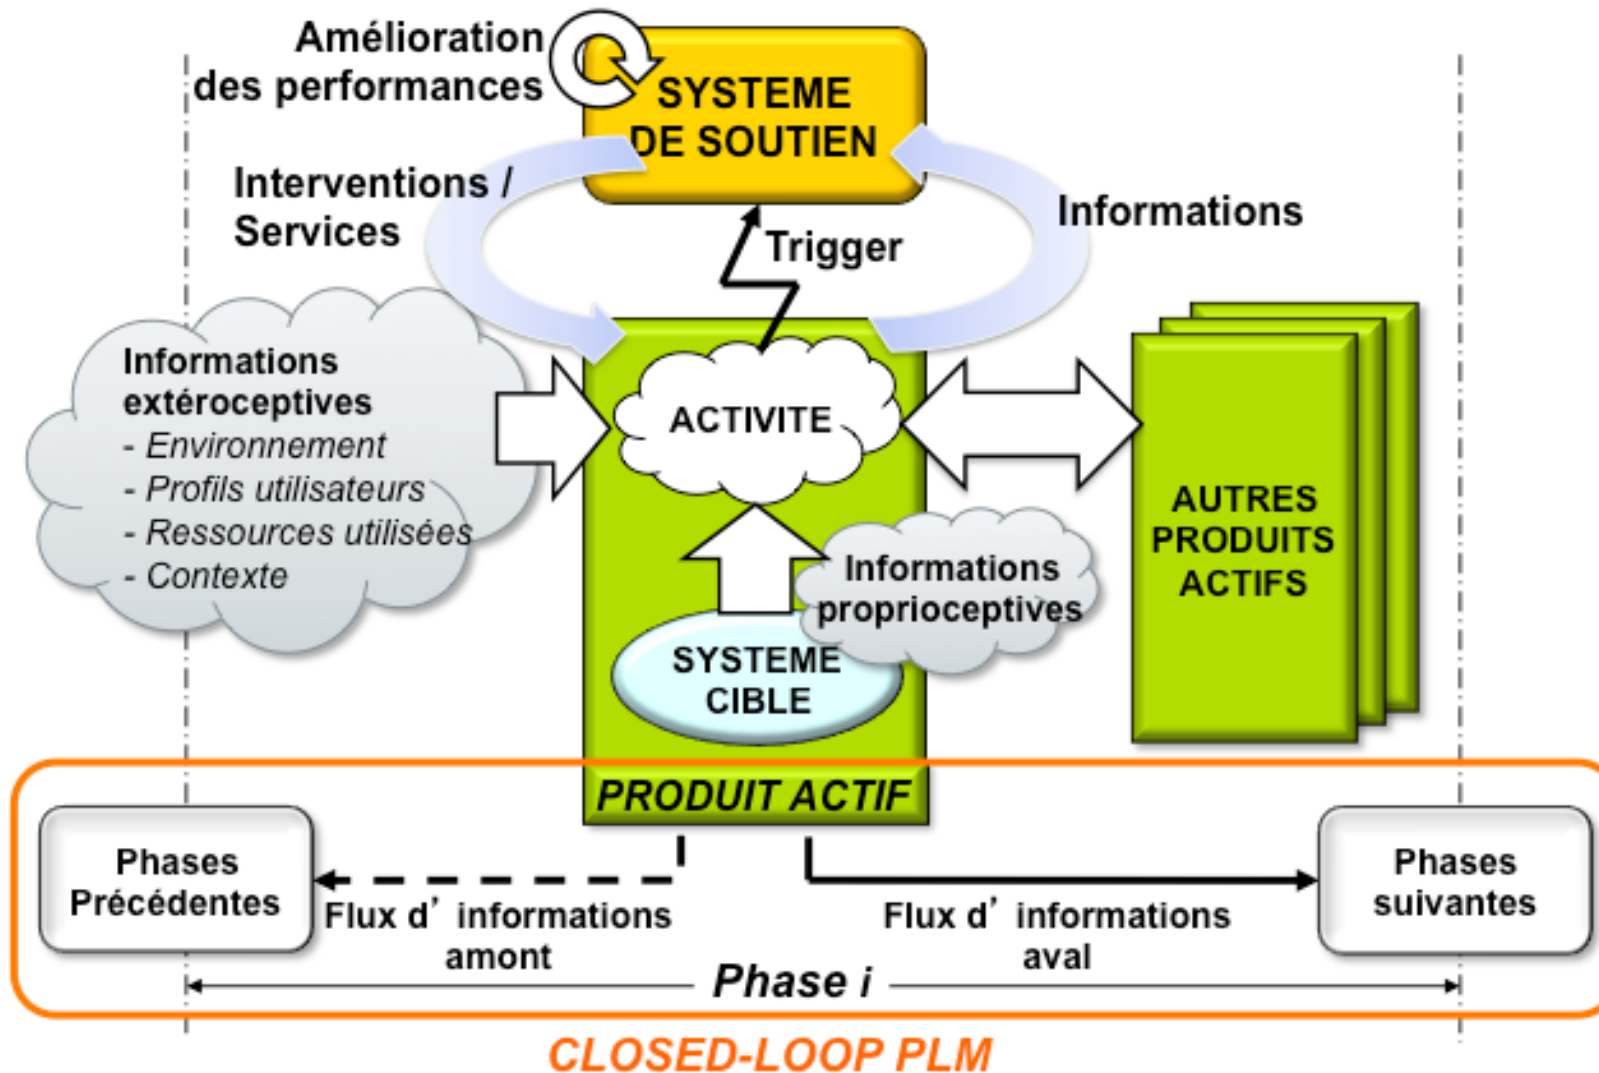 Amélioration
des performances
SYSTEME
DE SOUTIEN
Interventions /
Services
Informations
Trigger
Informations
extéroceptives
- Environnement
- Profils utilisateurs
- Ressources utilisées
- Contexte
ACTIVITE
AUTRES
PRODUITS
ACTIFS
Informations
proprioceptives
SYSTEME
CIBLE
PRODUIT ACTIF
Phases
Précédentes
Flux d' informations
amont
Flux d' informations
aval
Phases
suivantes
Phase i
CLOSED-LOOP PLM